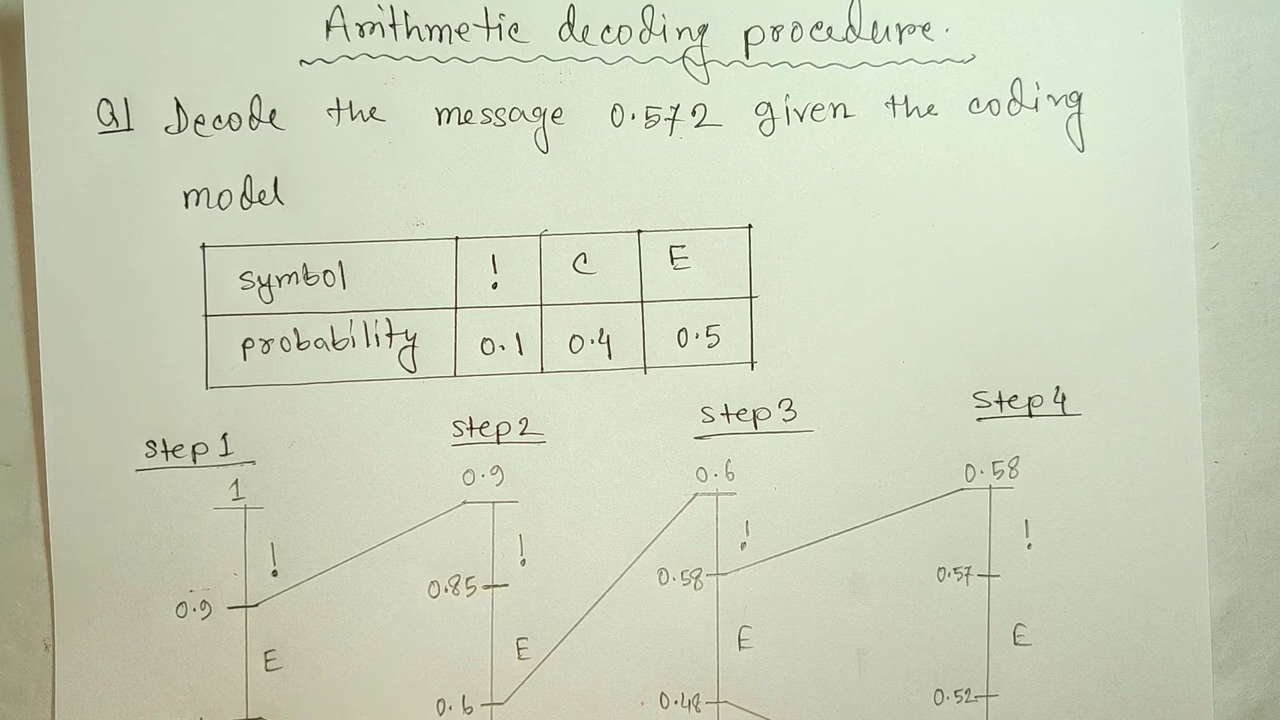 Arithmetic decoding procedure.
Q1 Decode the message 0.572 given the coding
model
symbol ! C E
probability 0.1 0.4 0.5
Step 1 Step 2 Step 3 Step 4
1 0.9 0.6 0.58
! ! ! !
0.9 0.85 0.58 0.57
E E E E
0.6 0.48 0.52